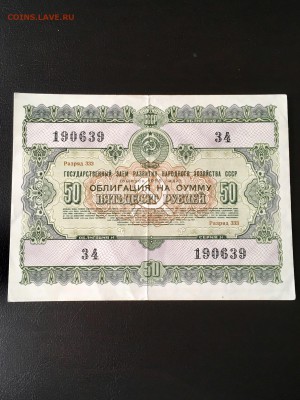 COINS.LAVE.RU
190639 34
Разряд 333
ГОСУДАРСТВЕННЫЙ ЗАЕМ РАЗВИТИЯ НАРОДНОГО ХОЗЯЙСТВА СССР
50 ОБЛИГАЦИЯ НА СУММУ 50
ПЯТЬДЕСЯТ РУБЛЕЙ
Разряд 333
34 50 190639